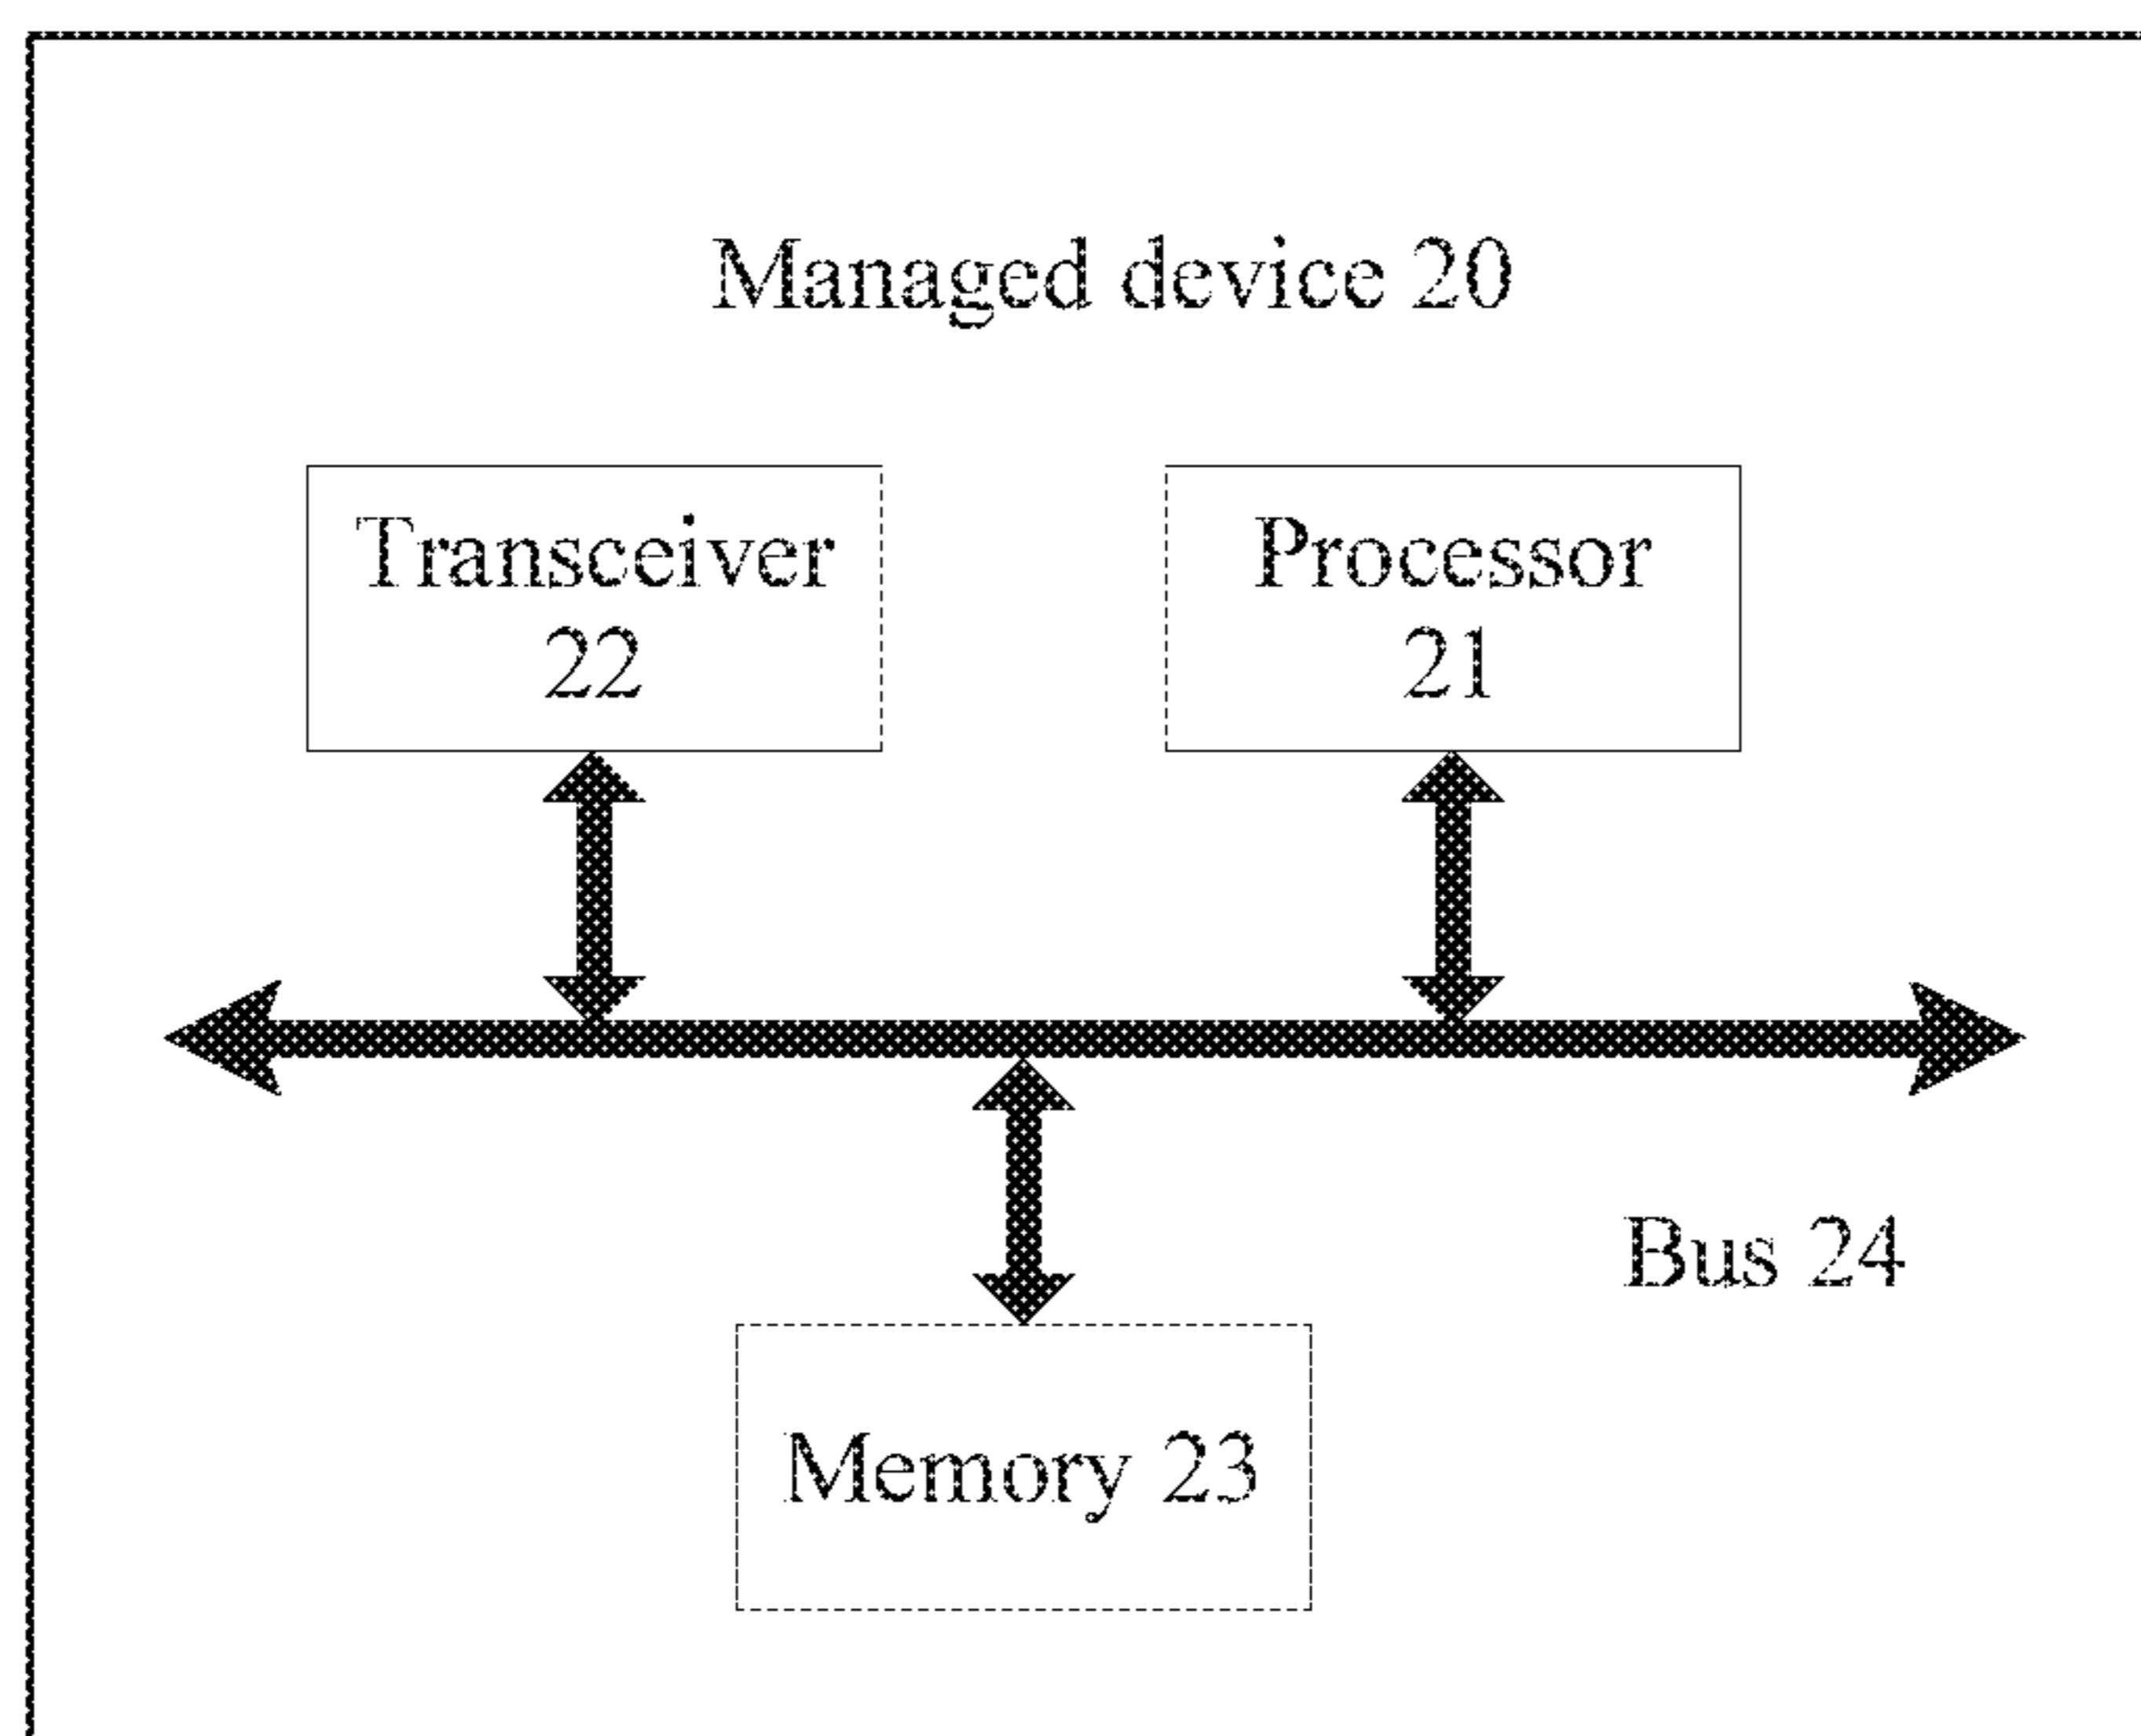 Managed device 20
Transceiver
22
Processor
21
Bus 24
Memory 23